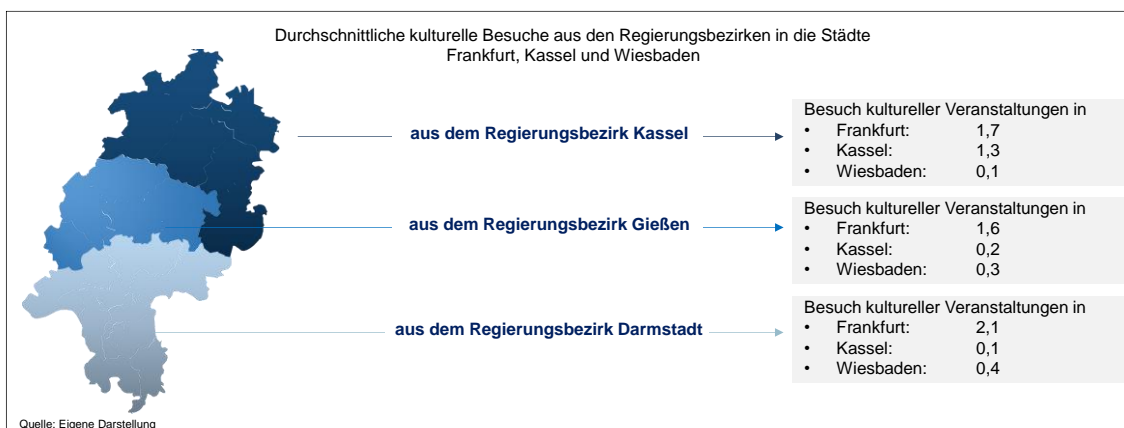 Durchschnittliche kulturelle Besuche aus den Regierungsbezirken in die Städte
Frankfurt, Kassel und Wiesbaden
aus dem Regierungsbezirk Kassel
Besuch kultureller Veranstaltungen in
• Frankfurt: 1,7
• Kassel: 1,3
• Wiesbaden: 0,1
aus dem Regierungsbezirk Gießen
Besuch kultureller Veranstaltungen in
• Frankfurt: 1,6
• Kassel: 0,2
• Wiesbaden: 0,3
aus dem Regierungsbezirk Darmstadt
Besuch kultureller Veranstaltungen in
• Frankfurt: 2,1
• Kassel: 0,1
• Wiesbaden: 0,4
Quelle: Eigene Darstellung